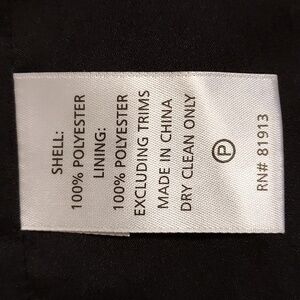 SHELL:
100% POLYESTER
LINING:
100% POLYESTER
EXCLUDING TRIMS
MADE IN CHINA
DRY CLEAN ONLY
P
RN# 81913